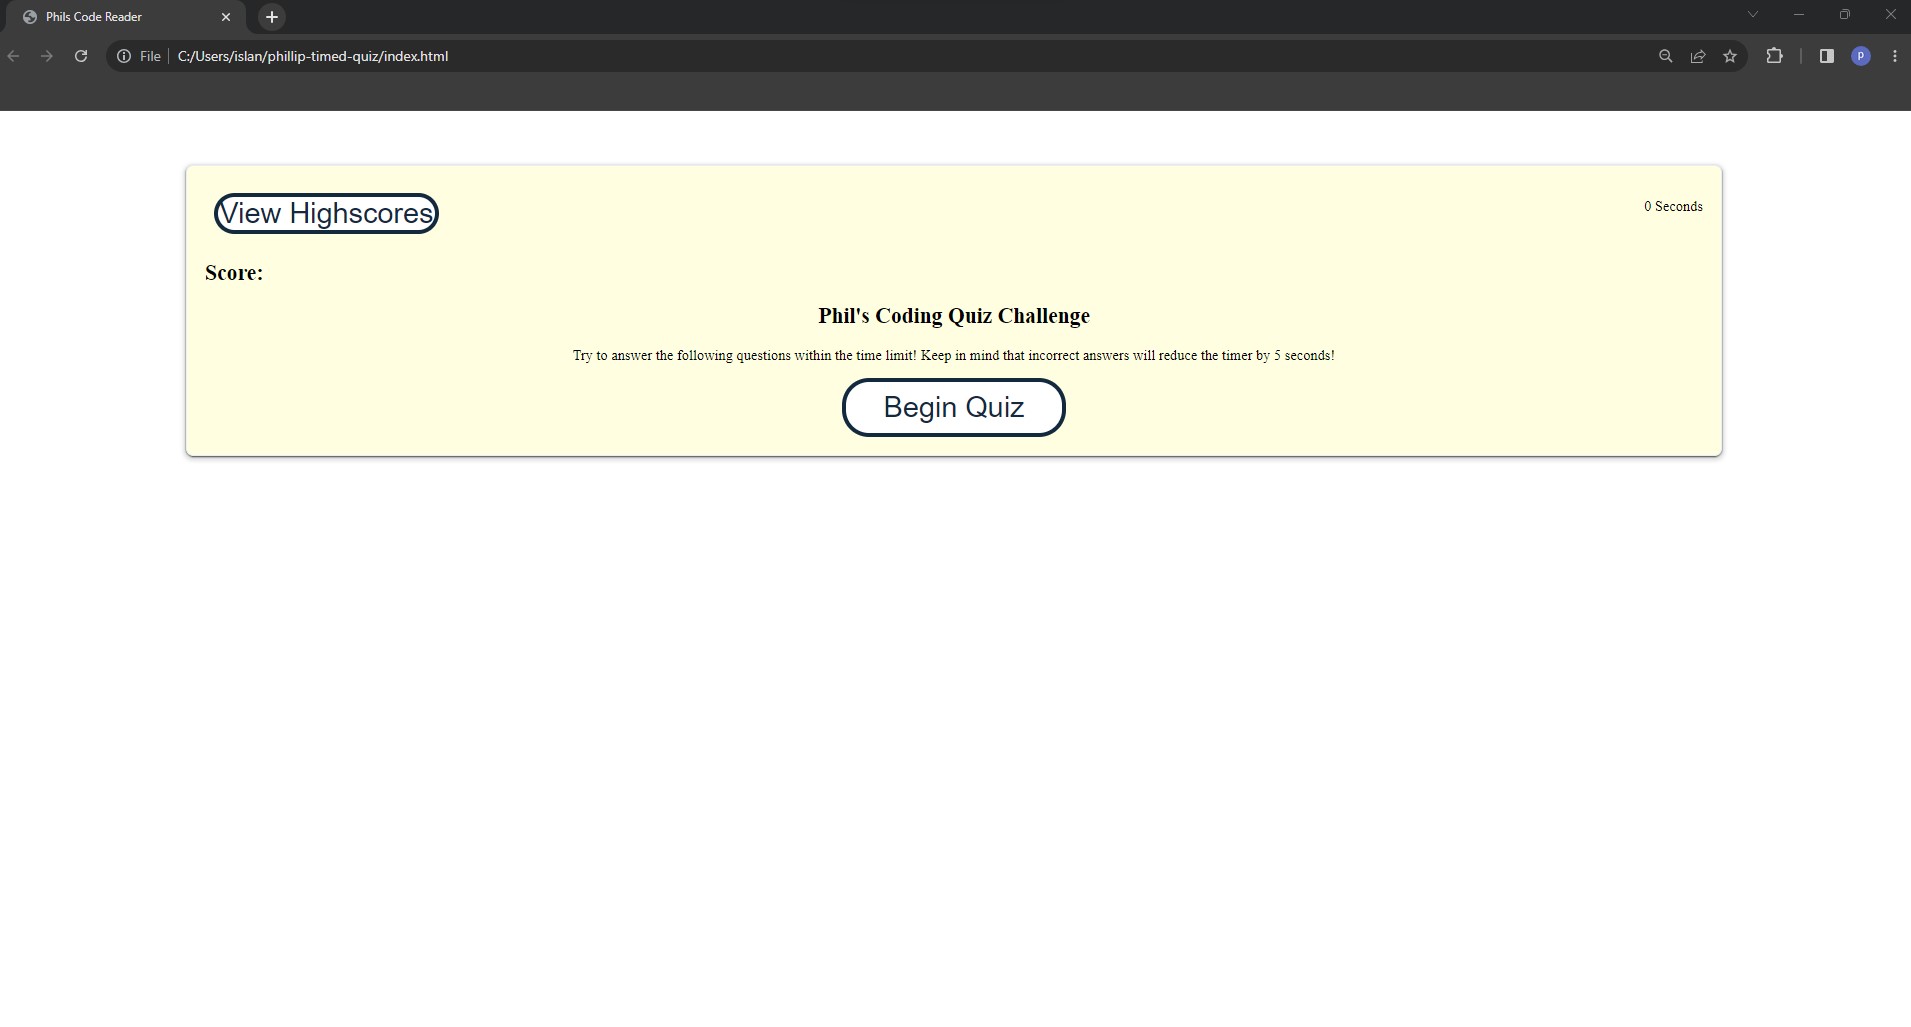 Phils Code Reader
File C:/Users/islan/phillip-timed-quiz/index.html
p
View Highscores
0 Seconds
Score:
Phil's Coding Quiz Challenge
Try to answer the following questions within the time limit! Keep in mind that incorrect answers will reduce the timer by 5 seconds!
Begin Quiz